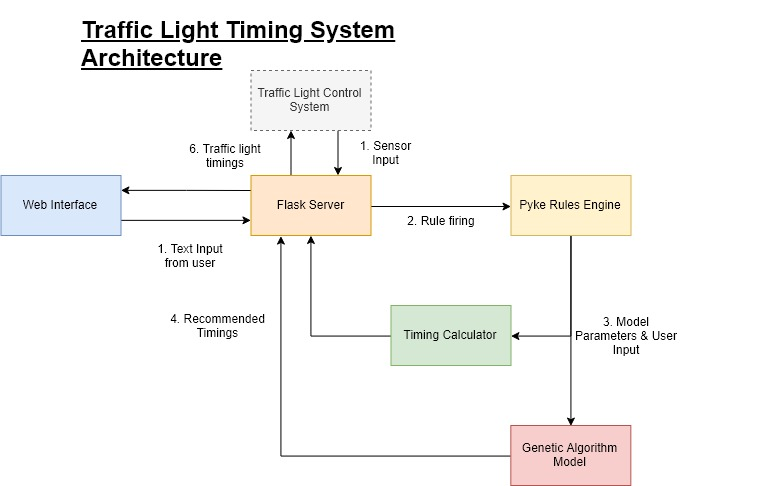 Traffic Light Timing System
Architecture
Traffic Light Control
System
6. Traffic light
timings
1. Sensor
Input
Web Interface
Flask Server
Pyke Rules Engine
2. Rule firing
1. Text Input
from user
4. Recommended
Timings
Timing Calculator
3. Model
Parameters & User
Input
Genetic Algorithm
Model